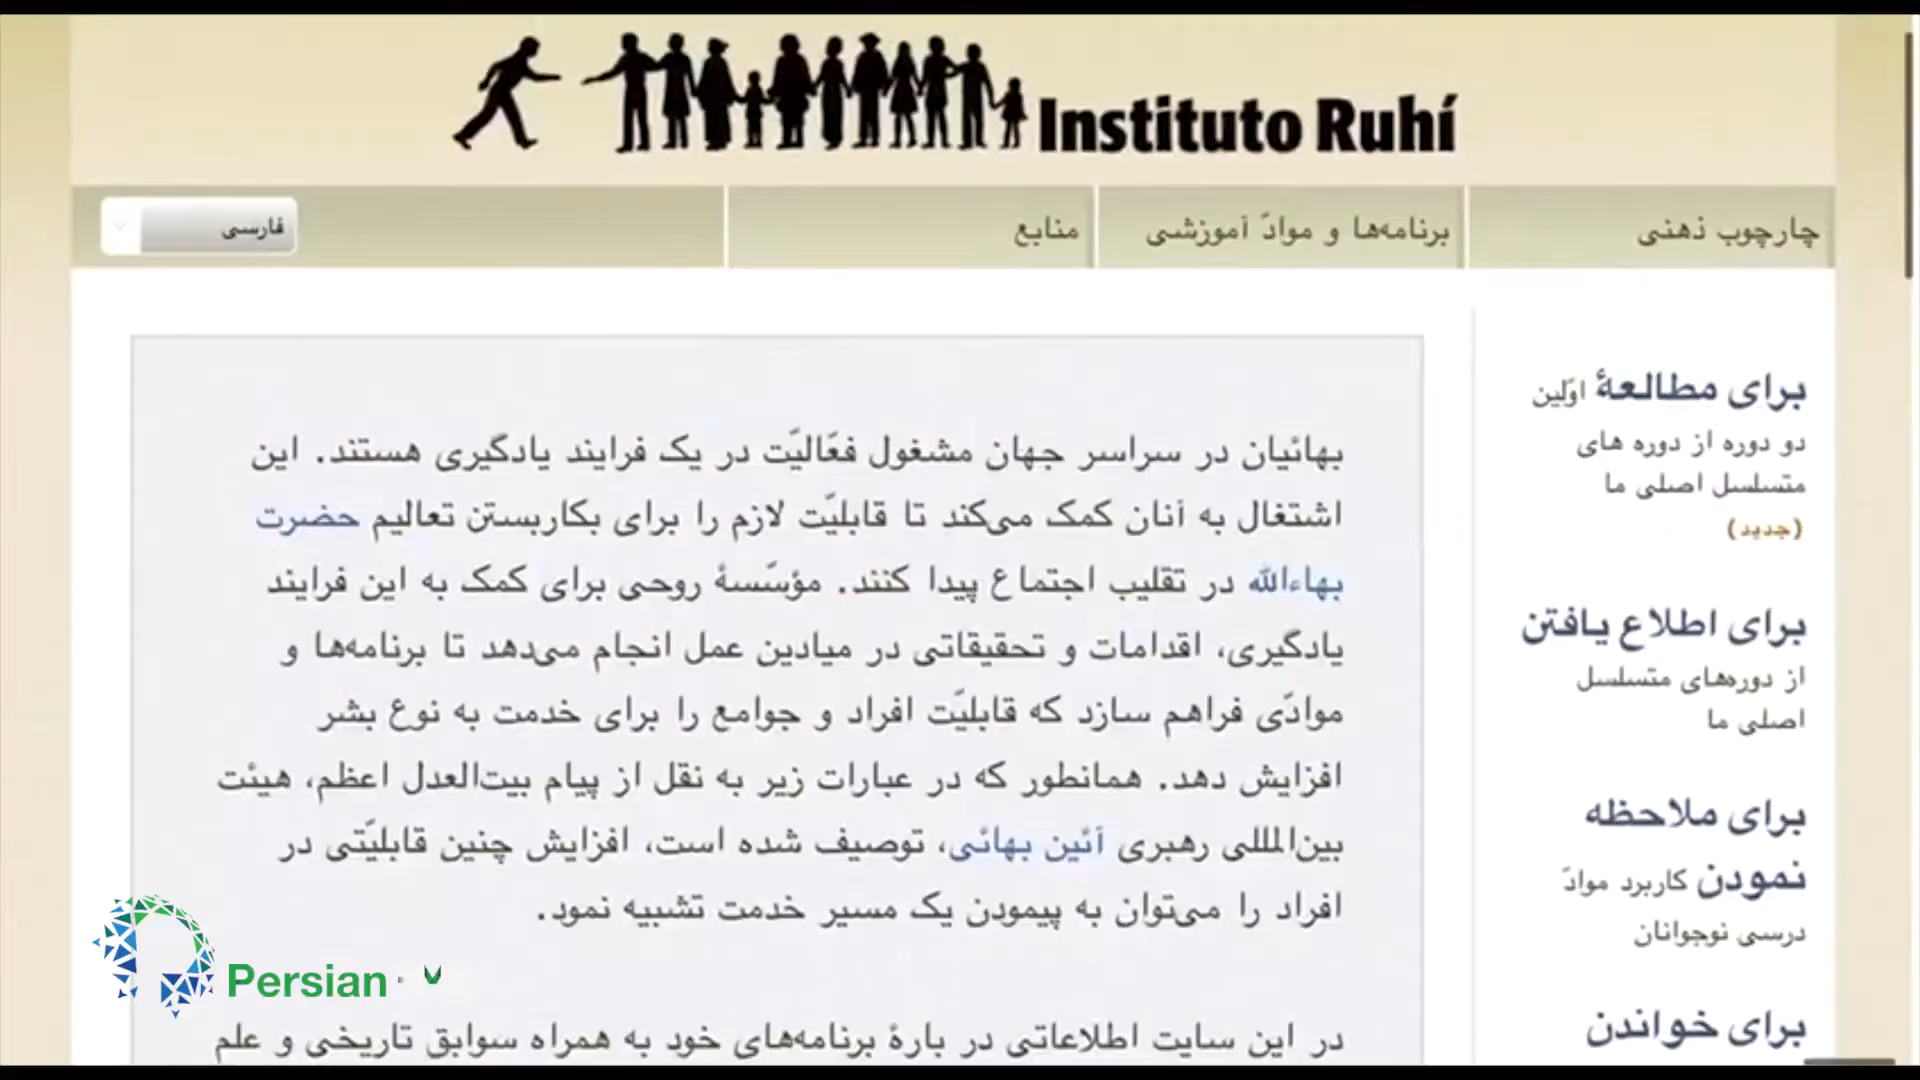 Instituto Ruhí
چارچوب ذهنی
برنامه‌ها و موادّ آموزشی
منابع
فارسی
برای مطالعهٔ اوّلین
دو دوره از دوره های
متسلسل اصلی ما
(جدید)
برای اطلاع یافتن
از دوره‌های متسلسل
اصلی ما
برای ملاحظه
نمودن کاربرد موادّ
درسی نوجوانان
برای خواندن
بهائیان در سراسر جهان مشغول فعّالیّت در یک فرایند یادگیری هستند. این
اشتغال به آنان کمک می‌کند تا قابلیّت لازم را برای بکاربستن تعالیم حضرت
بهاءالله در تقلیب اجتماع پیدا کنند. مؤسّسهٔ روحی برای کمک به این فرایند
یادگیری، اقدامات و تحقیقاتی در میادین عمل انجام می‌دهد تا برنامه‌ها و
موادّی فراهم سازد که قابلیّت افراد و جوامع را برای خدمت به نوع بشر
افزایش دهد. همانطور که در عبارات زیر به نقل از پیام بیت‌العدل اعظم، هیئت
بین‌المللی رهبری آئین بهائی، توصیف شده است، افزایش چنین قابلیّتی در
افراد را می‌توان به پیمودن یک مسیر خدمت تشبیه نمود.
در این سایت اطلاعاتی در بارهٔ برنامه‌های خود به همراه سوابق تاریخی و علم
Persian